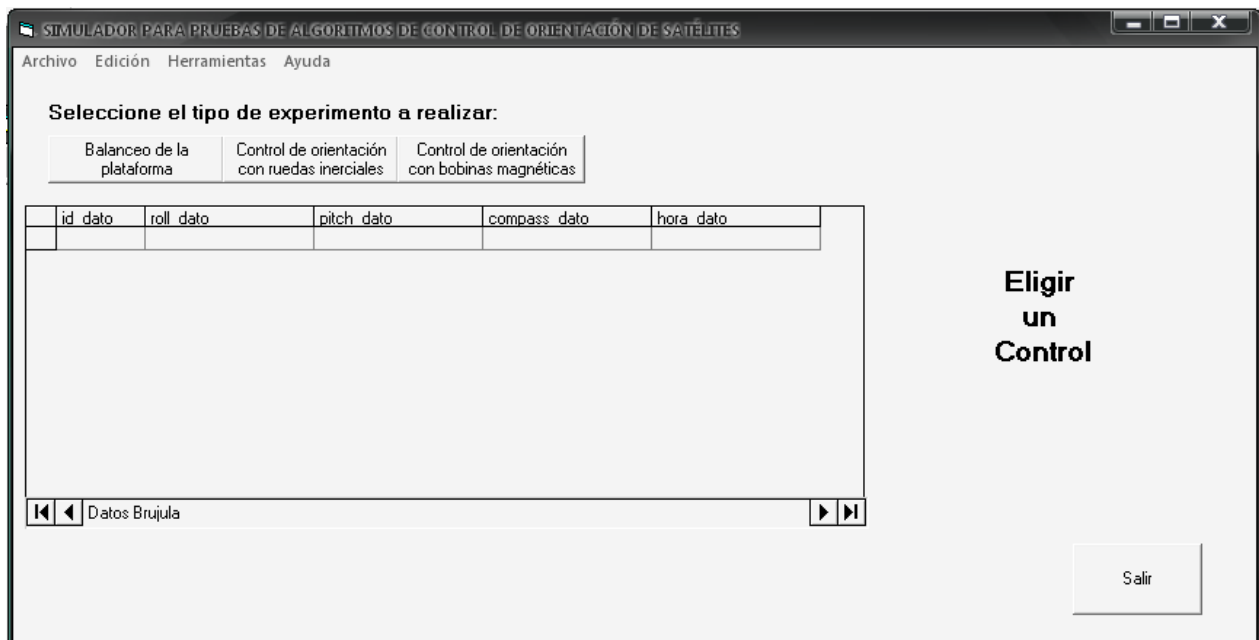 SIMULADOR PARA PRUEBAS DE ALGORITMOS DE CONTROL DE ORIENTACIÓN DE SATÉLITES
Archivo Edición Herramientas Ayuda
Seleccione el tipo de experimento a realizar:
Balanceo de la plataforma
Control de orientación con ruedas inerciales
Control de orientación con bobinas magnéticas
id_dato roll_dato pitch_dato compass_dato hora_dato
Eligir
un
Control
Datos Brujula
Salir